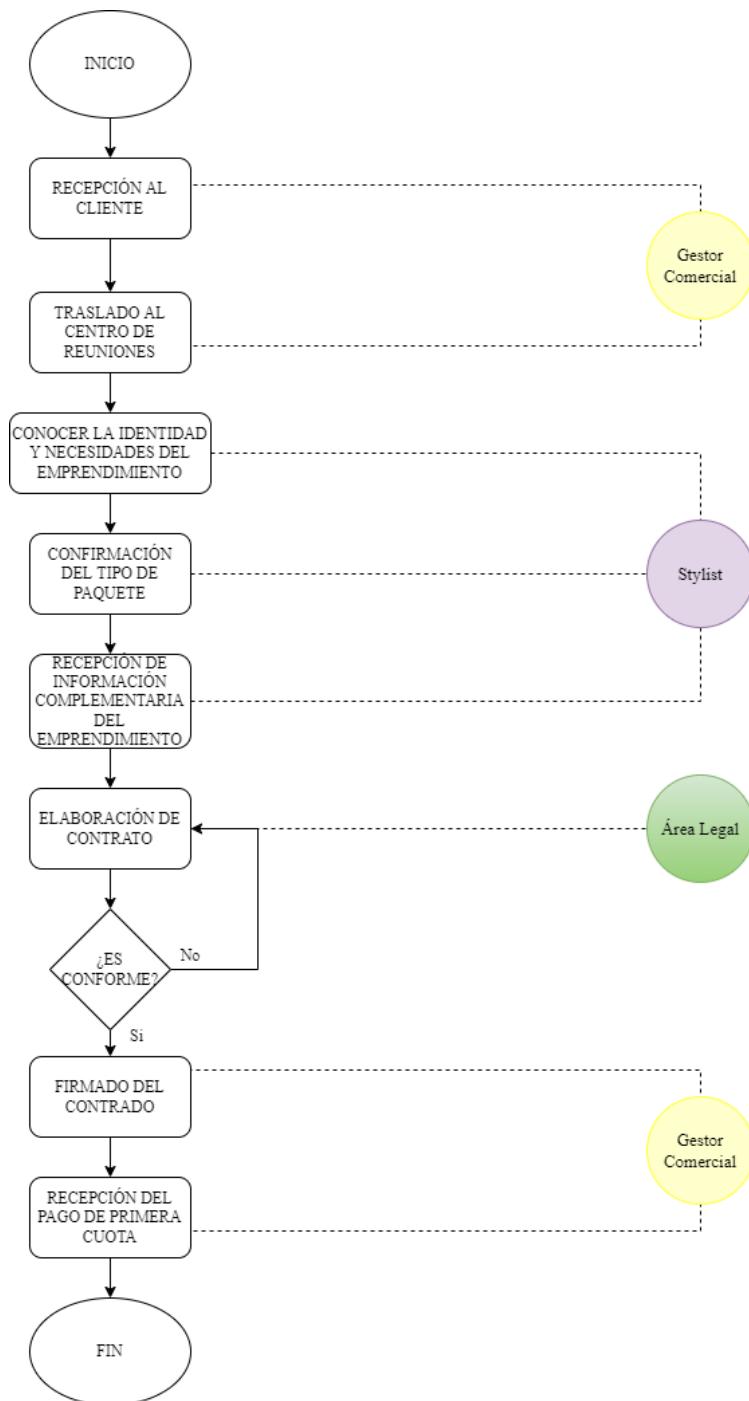 INICIO
RECEPCIÓN AL
CLIENTE
Gestor
Comercial
TRASLADO AL
CENTRO DE
REUNIONES
CONOCER LA IDENTIDAD
Y NECESIDADES DEL
EMPRENDIMIENTO
CONFIRMACIÓN
DEL TIPO DE
PAQUETE
Stylist
RECEPCIÓN DE
INFORMACIÓN
COMPLEMENTARIA
DEL
EMPRENDIMIENTO
ELABORACIÓN DE
CONTRATO
Área Legal
¿ES
CONFORME?
No
Si
FIRMADO DEL
CONTRADO
Gestor
Comercial
RECEPCIÓN DEL
PAGO DE PRIMERA
CUOTA
FIN